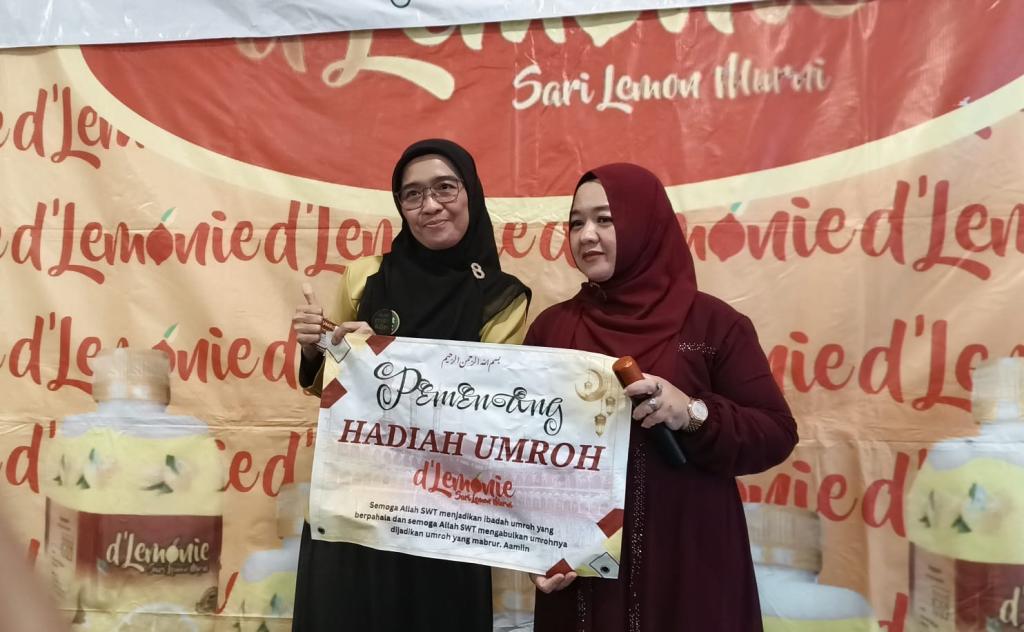 d'Lemonie
Sari Lemon Murni
d'Lemonie
d'Lemonie d'Lemonie d'Le
d'Lemonie
بسم الله الرحمن الرحيم
Pemenang
HADIAH UMROH
d'Lemonie
Sari Lemon Murni
Semoga Allah SWT menjadikan ibadah umroh yang
berpahala dan semoga Allah SWT mengabulkan umrohnya
dijadikan umroh yang mabrur. Aamiin
d'Lemonie
Sari Lemon Murni
8